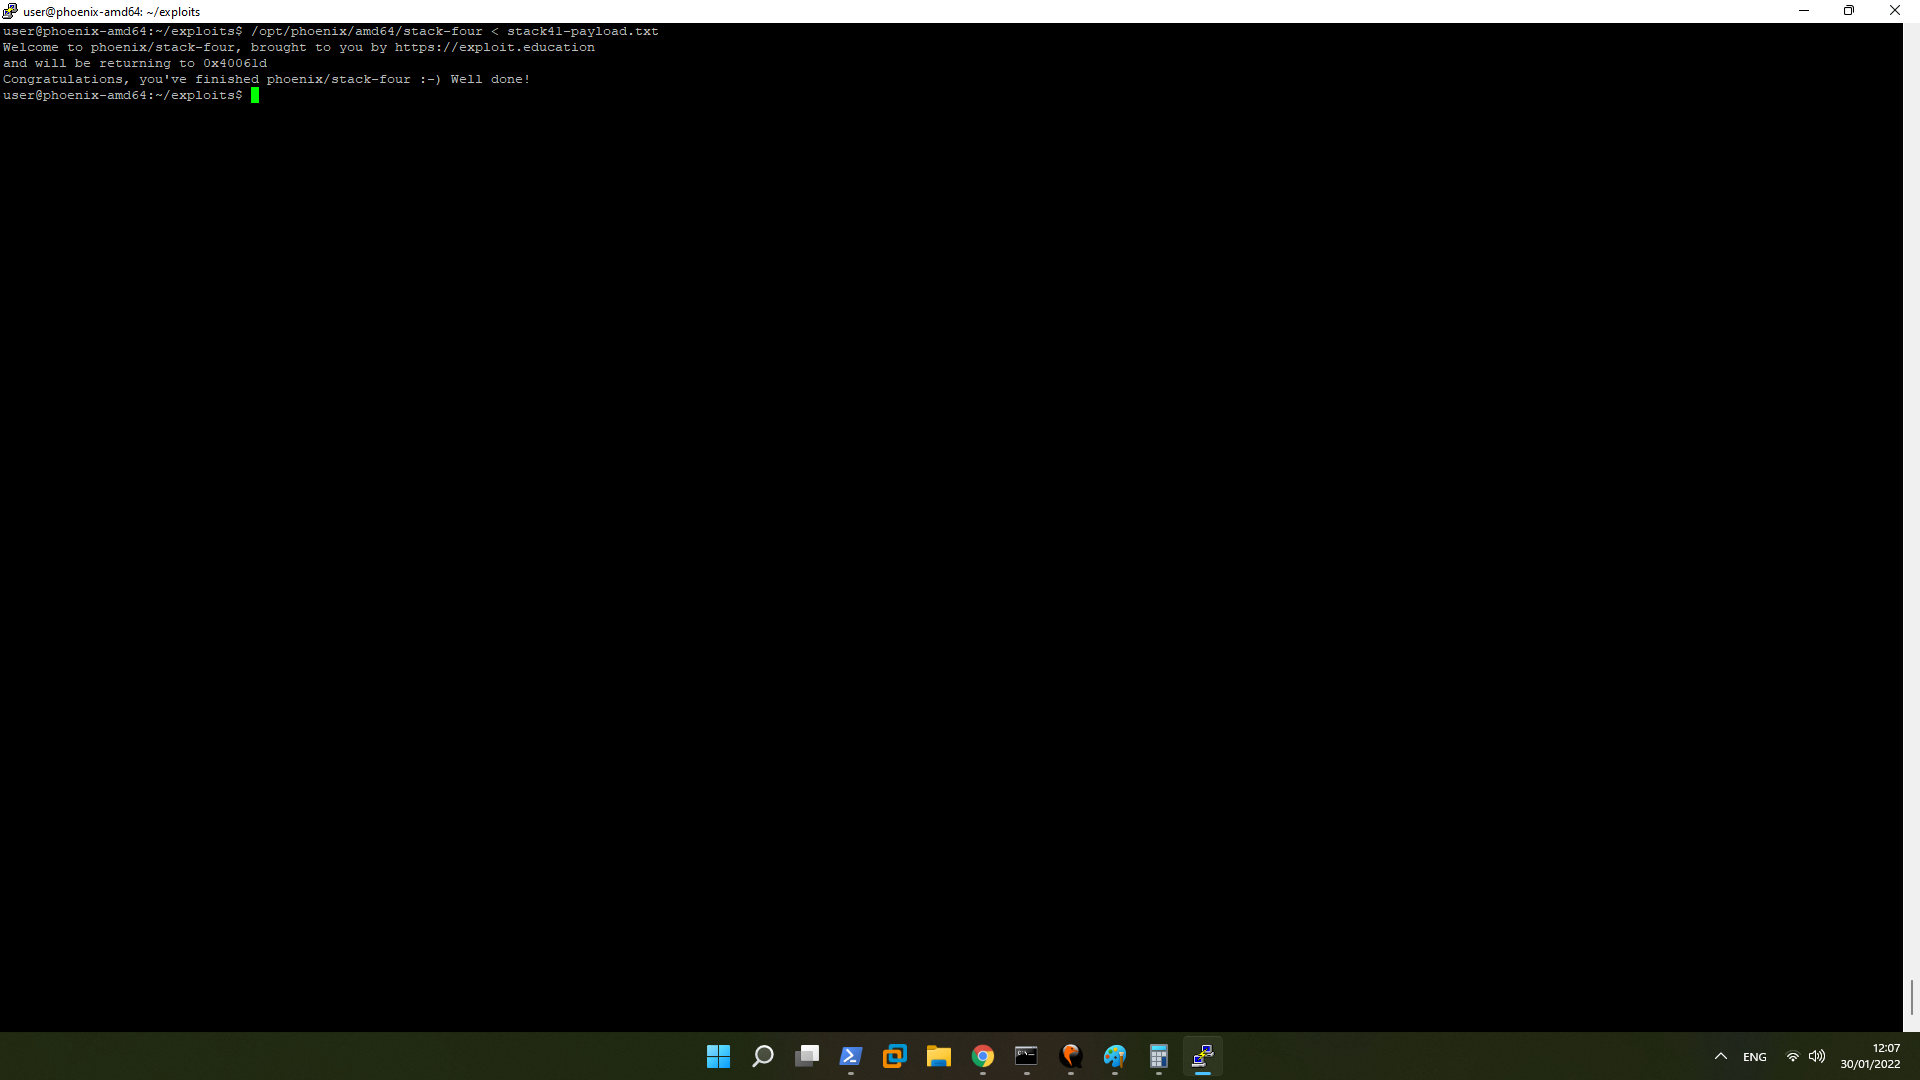 user@phoenix-amd64: ~/exploits
user@phoenix-amd64:~/exploits$ /opt/phoenix/amd64/stack-four < stack4l-payload.txt
Welcome to phoenix/stack-four, brought to you by https://exploit.education
and will be returning to 0x40061d
Congratulations, you've finished phoenix/stack-four :-) Well done!
user@phoenix-amd64:~/exploits$
ENG
12:07
30/01/2022